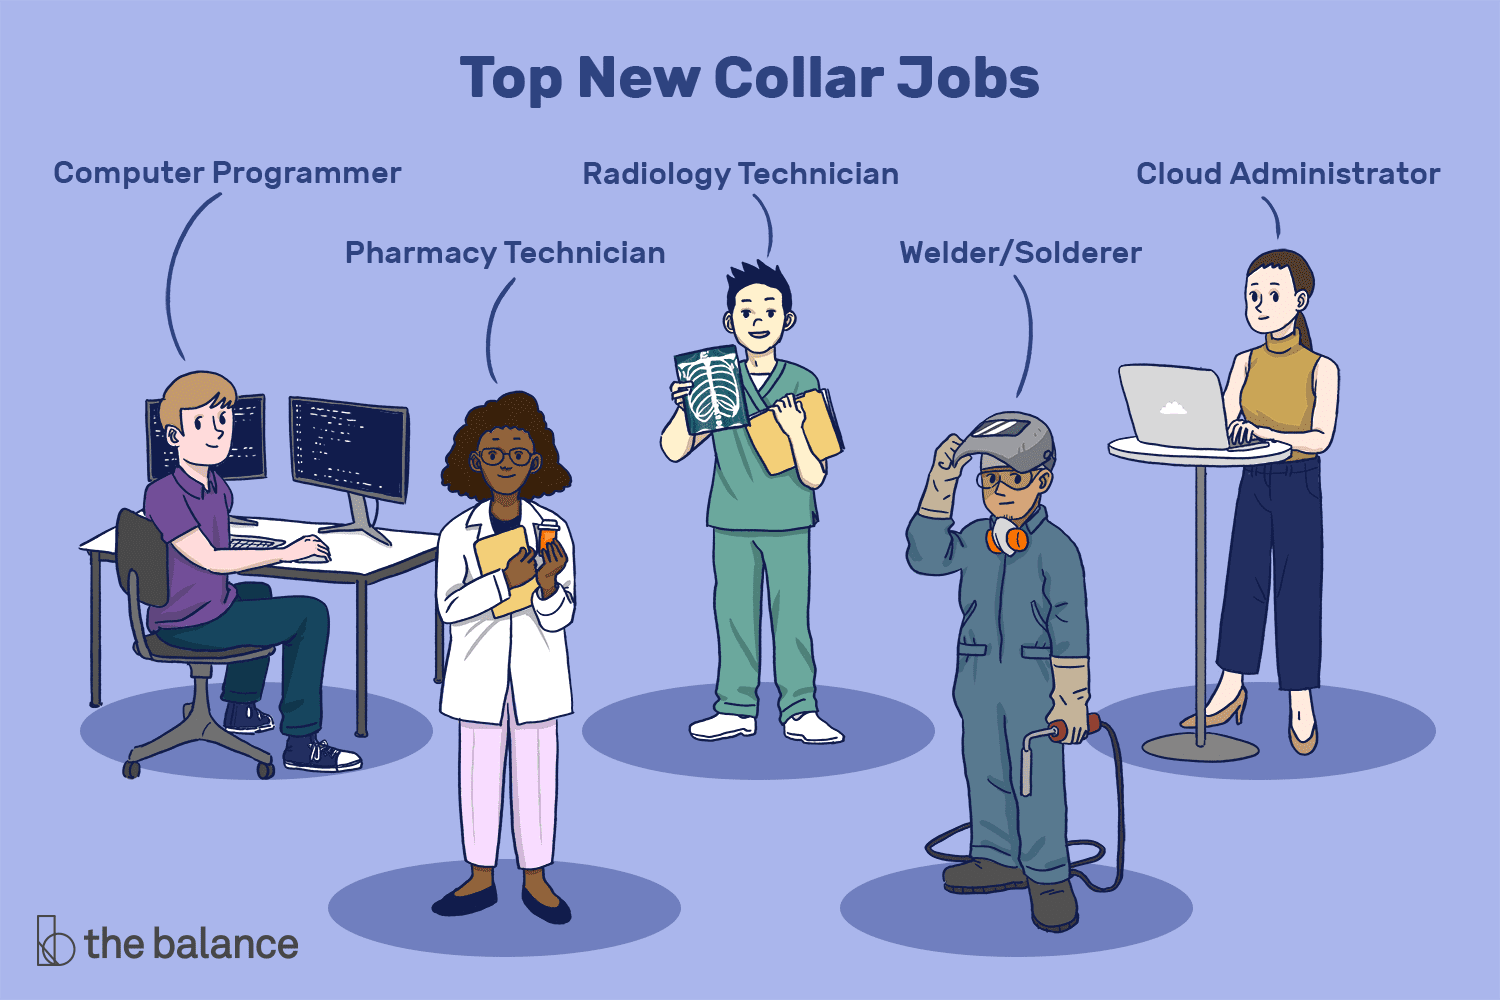 Top New Collar Jobs
Computer Programmer
Radiology Technician
Cloud Administrator
Pharmacy Technician
Welder/Solderer
the balance